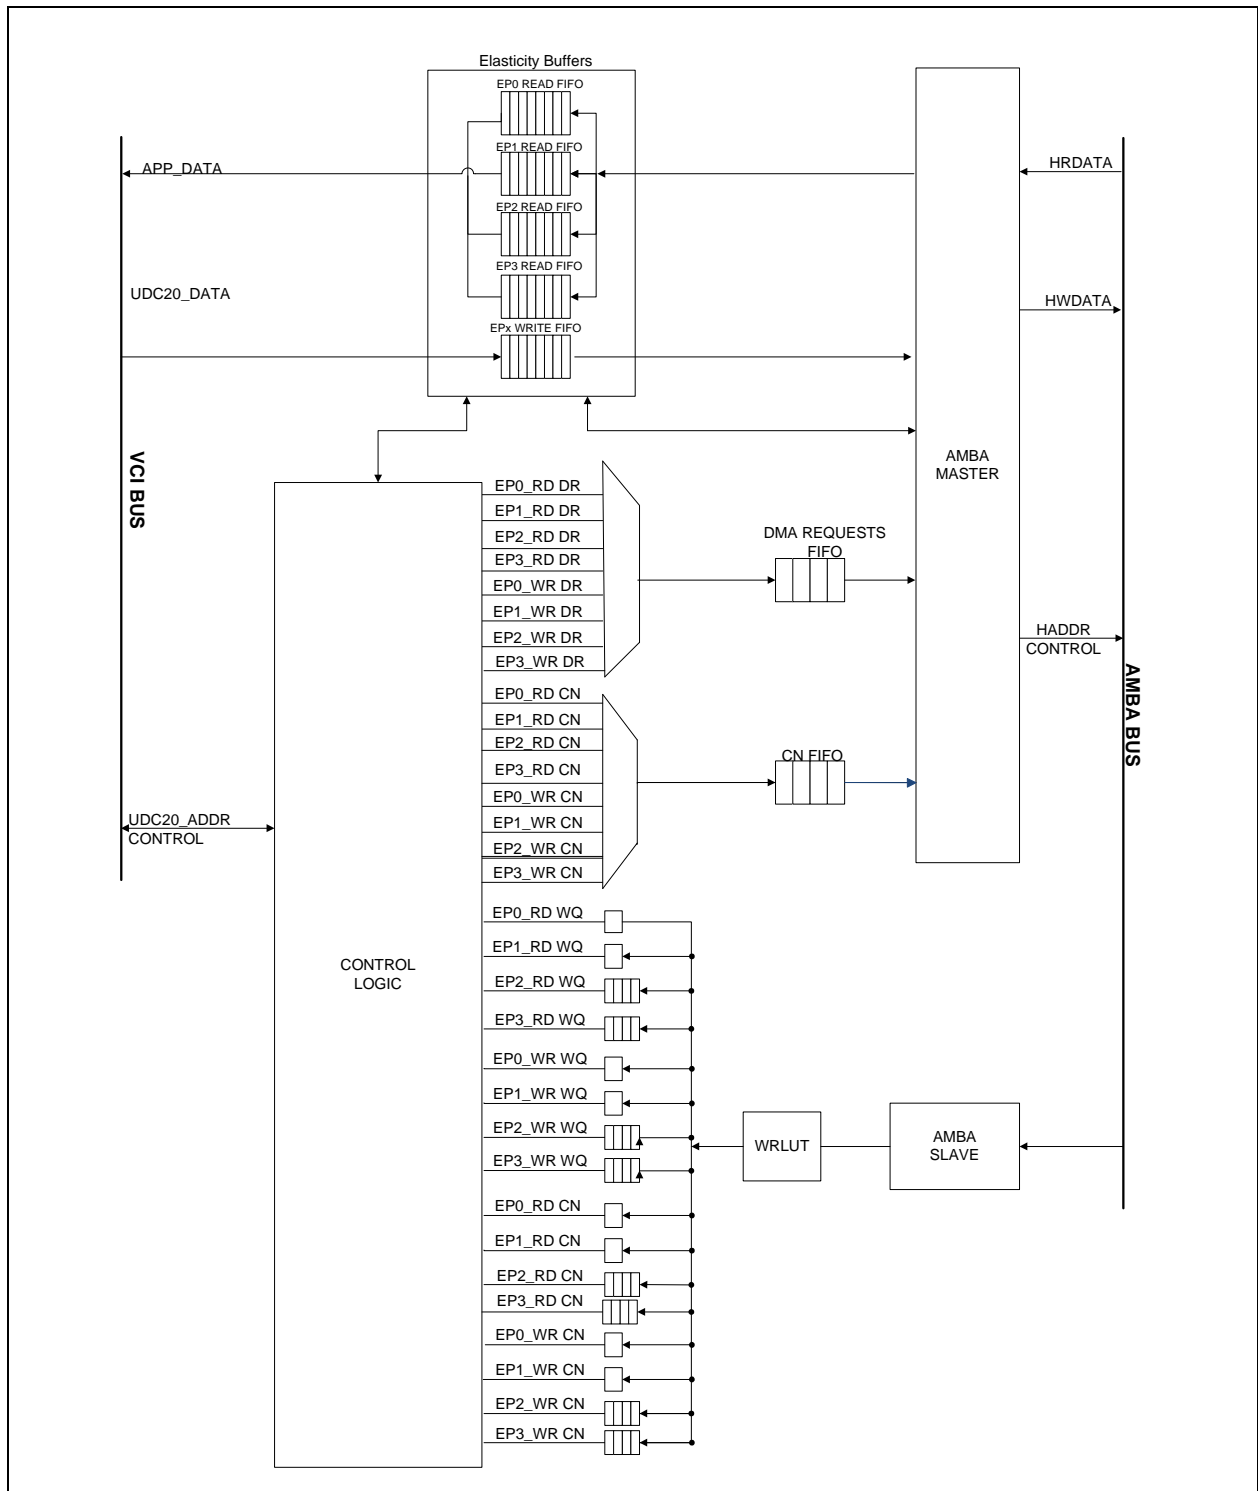 Elasticity Buffers
EP0 READ FIFO
EP1 READ FIFO
EP2 READ FIFO
EP3 READ FIFO
EPx WRITE FIFO
APP_DATA
UDC20_DATA
VCI BUS
UDC20_ADDR
CONTROL
HRDATA
HWDATA
AMBA
MASTER
HADDR
CONTROL
AMBA BUS
DMA REQUESTS
FIFO
CN FIFO
CONTROL
LOGIC
EP0_RD DR
EP1_RD DR
EP2_RD DR
EP3_RD DR
EP0_WR DR
EP1_WR DR
EP2_WR DR
EP3_WR DR
EP0_RD CN
EP1_RD CN
EP2_RD CN
EP3_RD CN
EP0_WR CN
EP1_WR CN
EP2_WR CN
EP3_WR CN
EP0_RD WQ
EP1_RD WQ
EP2_RD WQ
EP3_RD WQ
EP0_WR WQ
EP1_WR WQ
EP2_WR WQ
EP3_WR WQ
EP0_RD CN
EP1_RD CN
EP2_RD CN
EP3_RD CN
EP0_WR CN
EP1_WR CN
EP2_WR CN
EP3_WR CN
WRLUT
AMBA
SLAVE